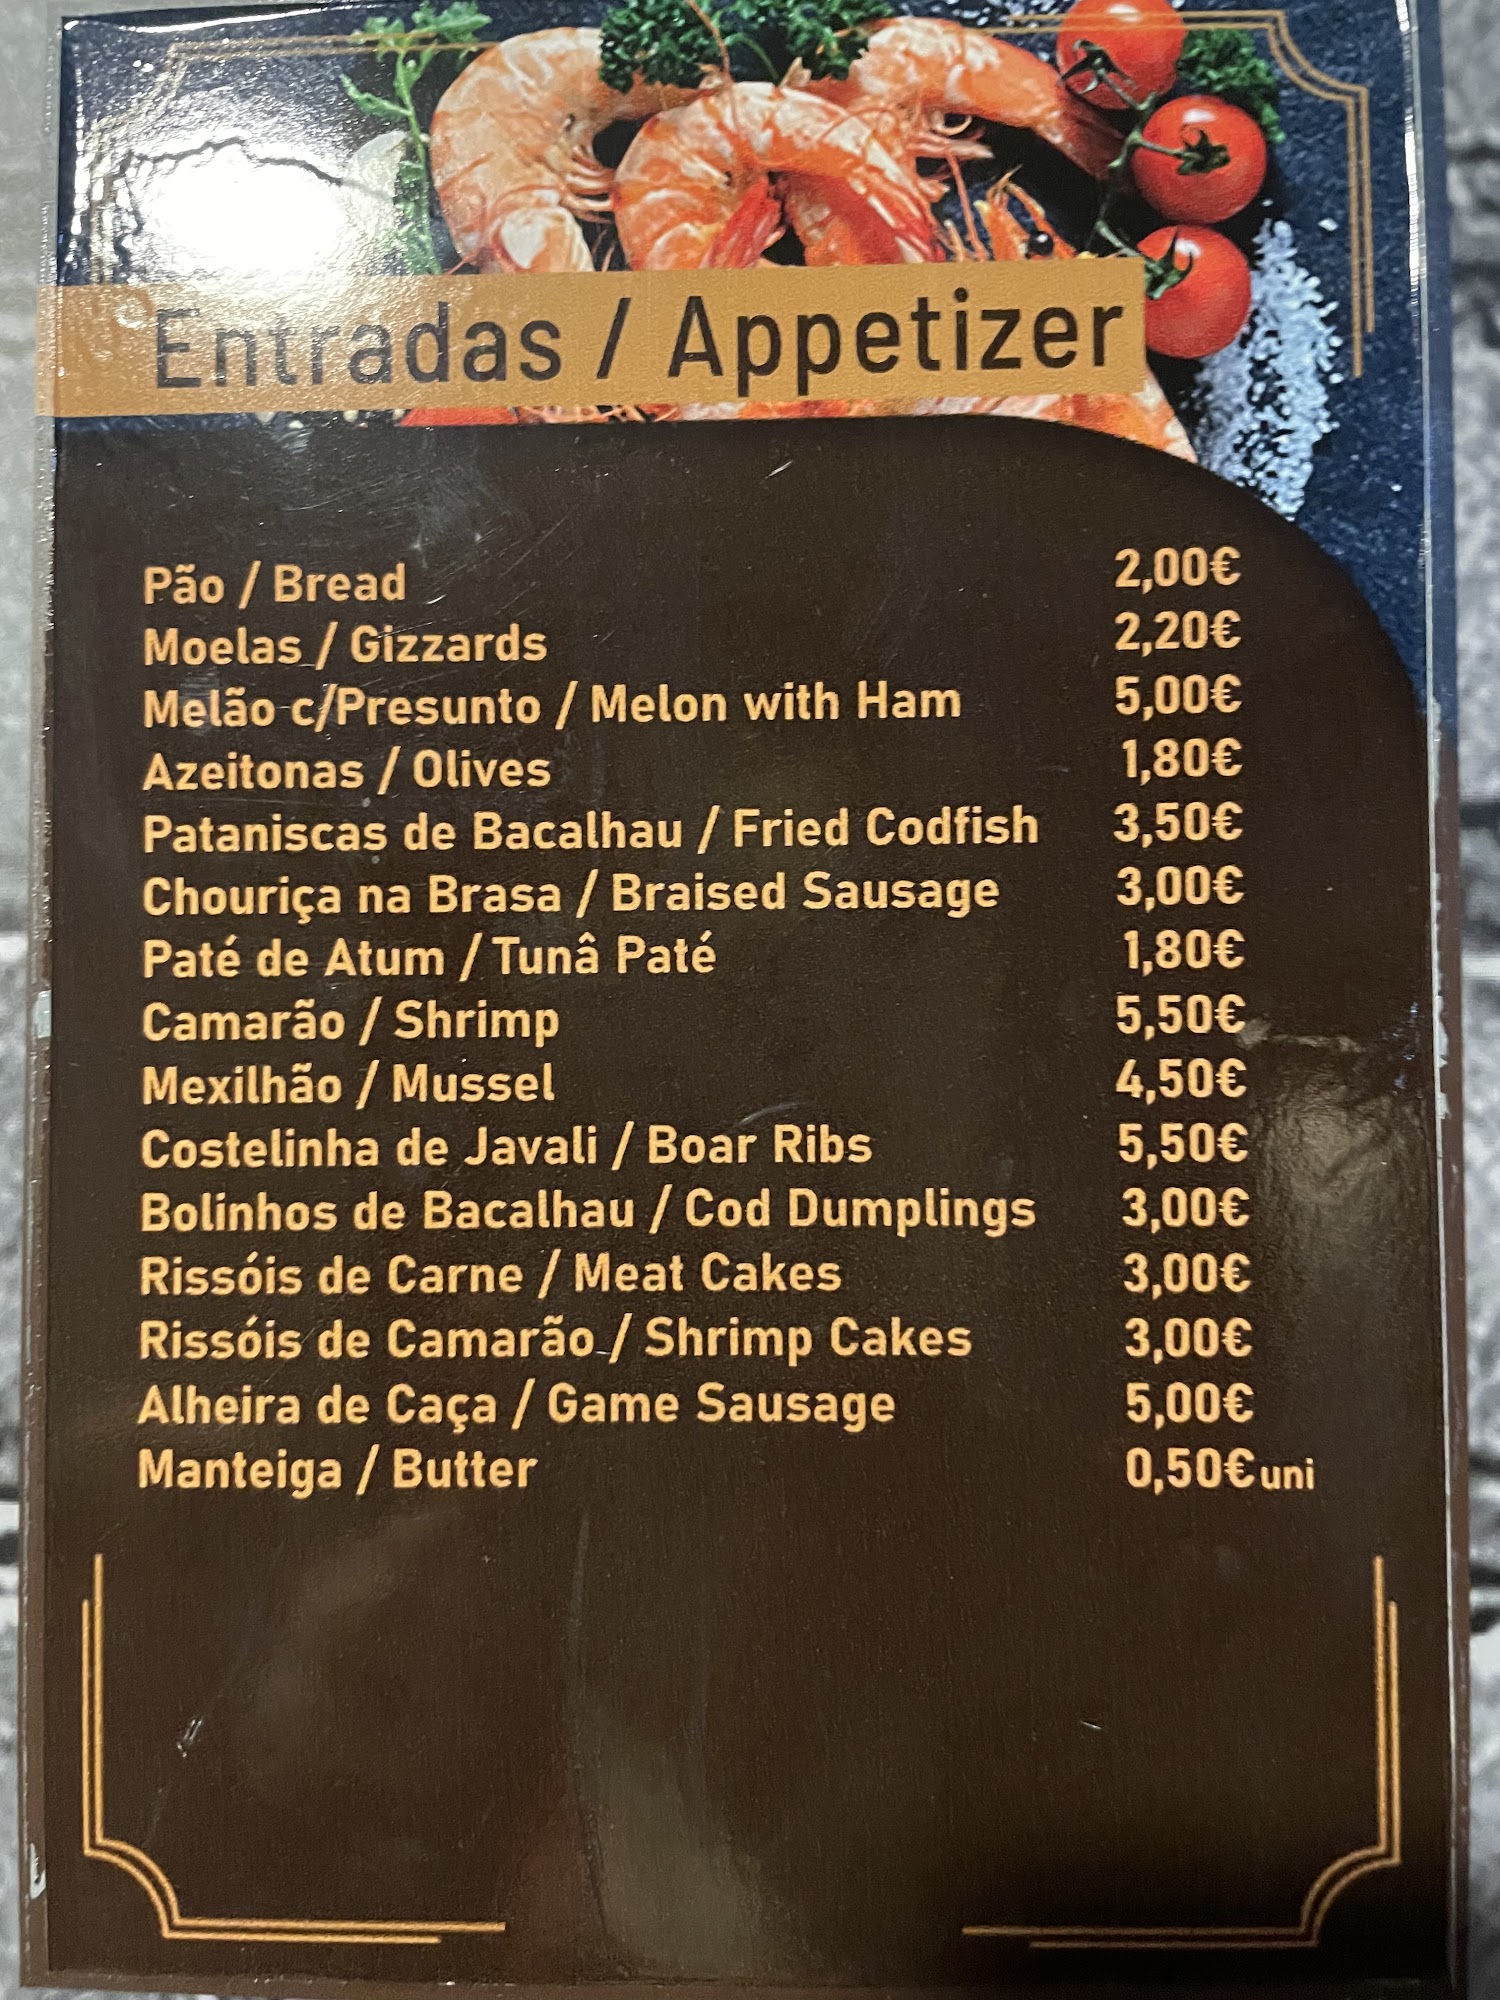 Entradas / Appetizer
Pão / Bread 2,00€
Moelas / Gizzards 2,20€
Melão c/Presunto / Melon with Ham 5,00€
Azeitonas / Olives 1,80€
Pataniscas de Bacalhau / Fried Codfish 3,50€
Chouriça na Brasa / Braised Sausage 3,00€
Paté de Atum / Tunâ Paté 1,80€
Camarão / Shrimp 5,50€
Mexilhão / Mussel 4,50€
Costelinha de Javali / Boar Ribs 5,50€
Bolinhos de Bacalhau / Cod Dumplings 3,00€
Rissóis de Carne / Meat Cakes 3,00€
Rissóis de Camarão / Shrimp Cakes 3,00€
Alheira de Caça / Game Sausage 5,00€
Manteiga / Butter 0,50€ uni